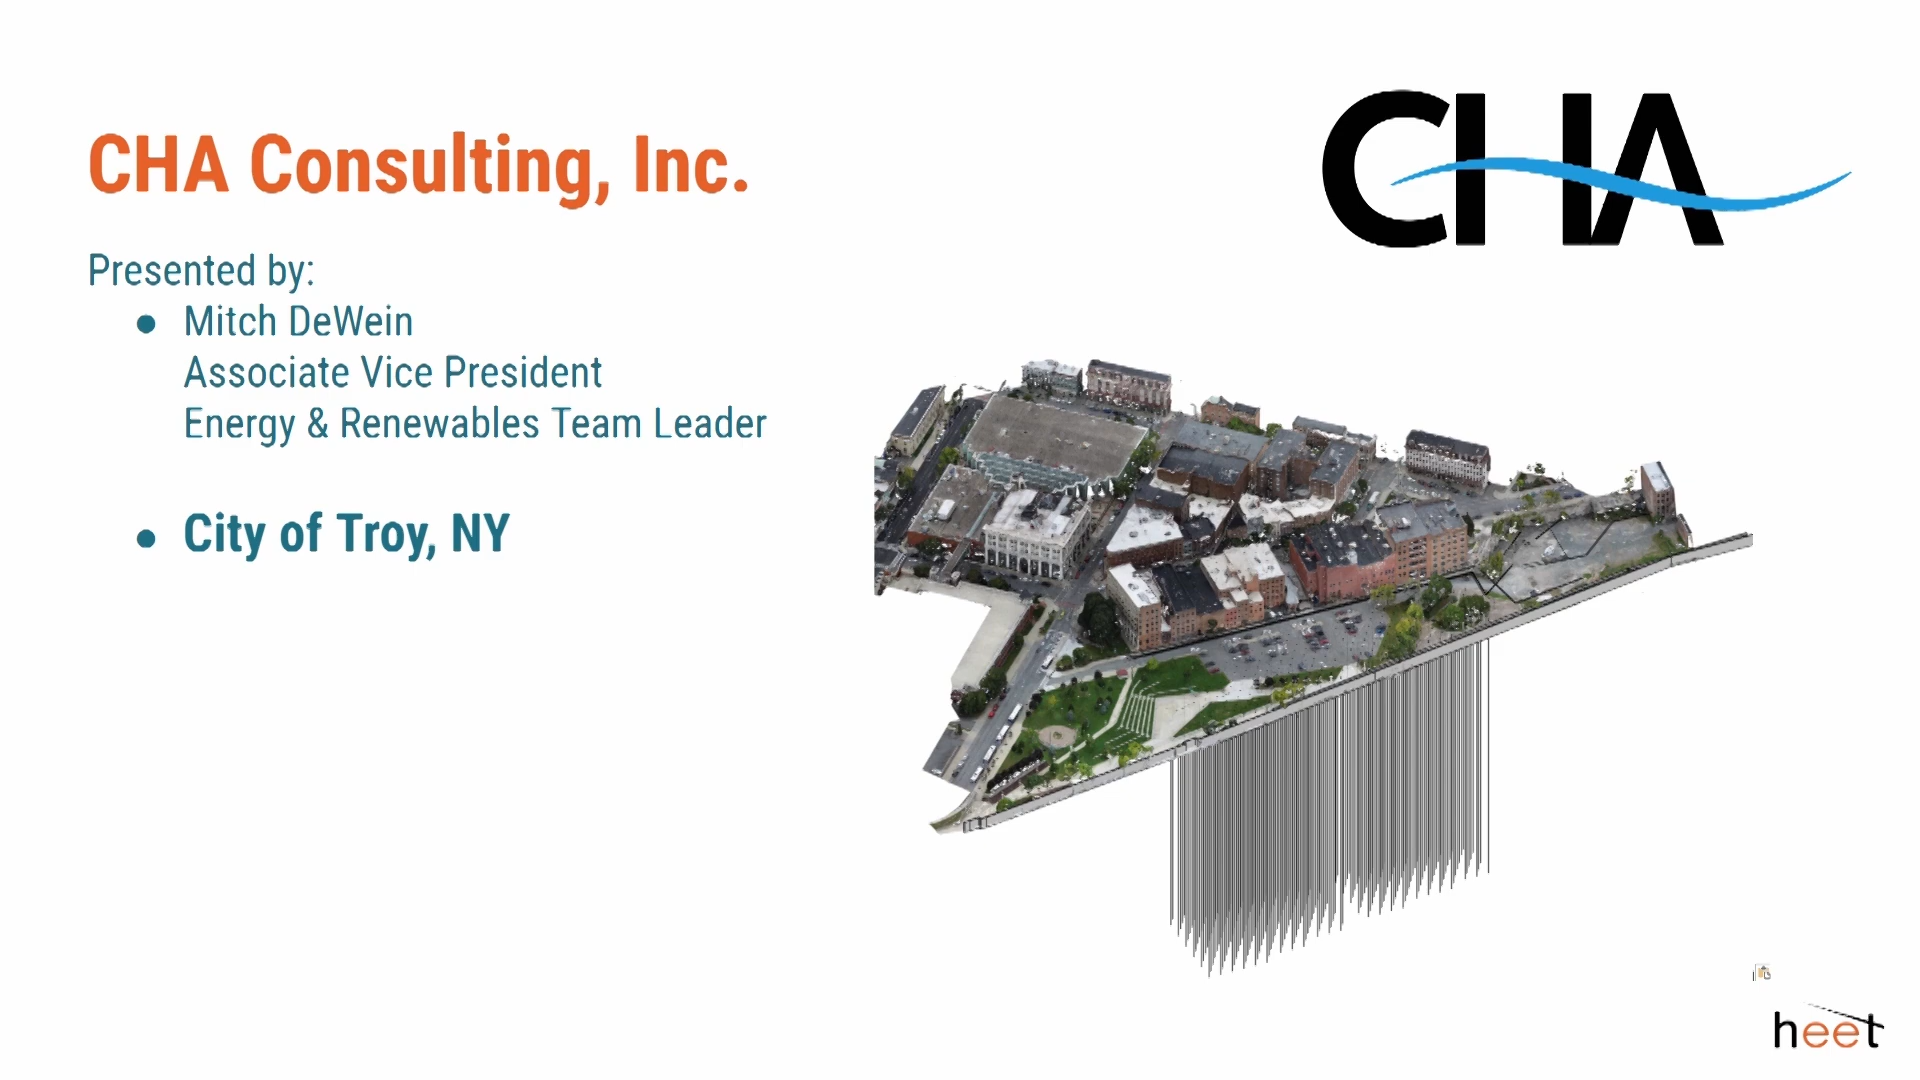 CHA Consulting, Inc.
CHA
Presented by:
● Mitch DeWein
Associate Vice President
Energy & Renewables Team Leader
● City of Troy, NY
heet